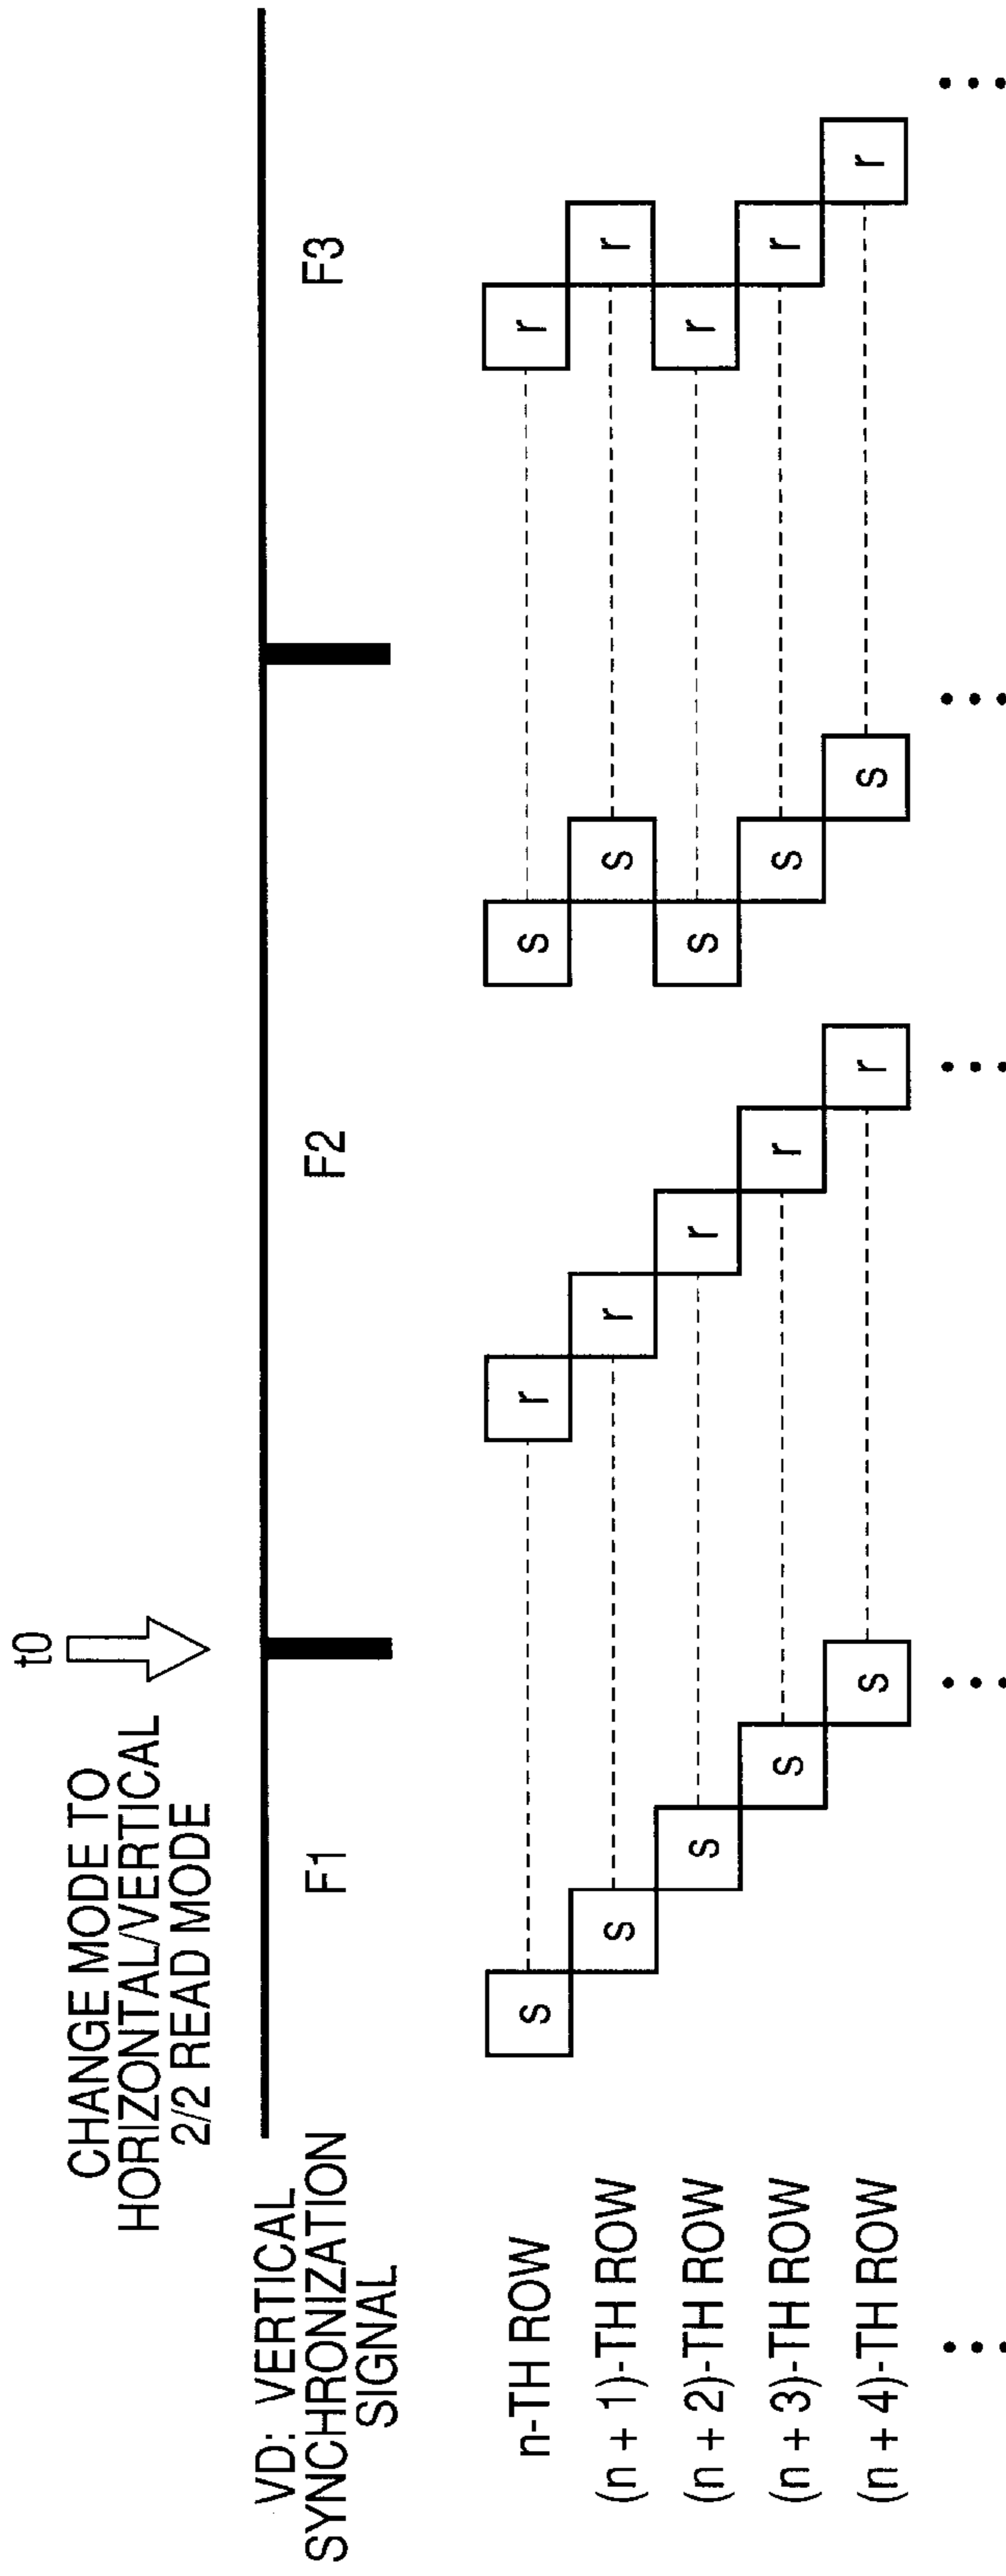 t0
CHANGE MODE TO
HORIZONTAL/VERTICAL
2/2 READ MODE
VD: VERTICAL
SYNCHRONIZATION
SIGNAL
F1 F2 F3
n-TH ROW s r s r
(n + 1)-TH ROW s r s r
(n + 2)-TH ROW s r s r
(n + 3)-TH ROW s r s r
(n + 4)-TH ROW s r s r
... ... ... ... ...